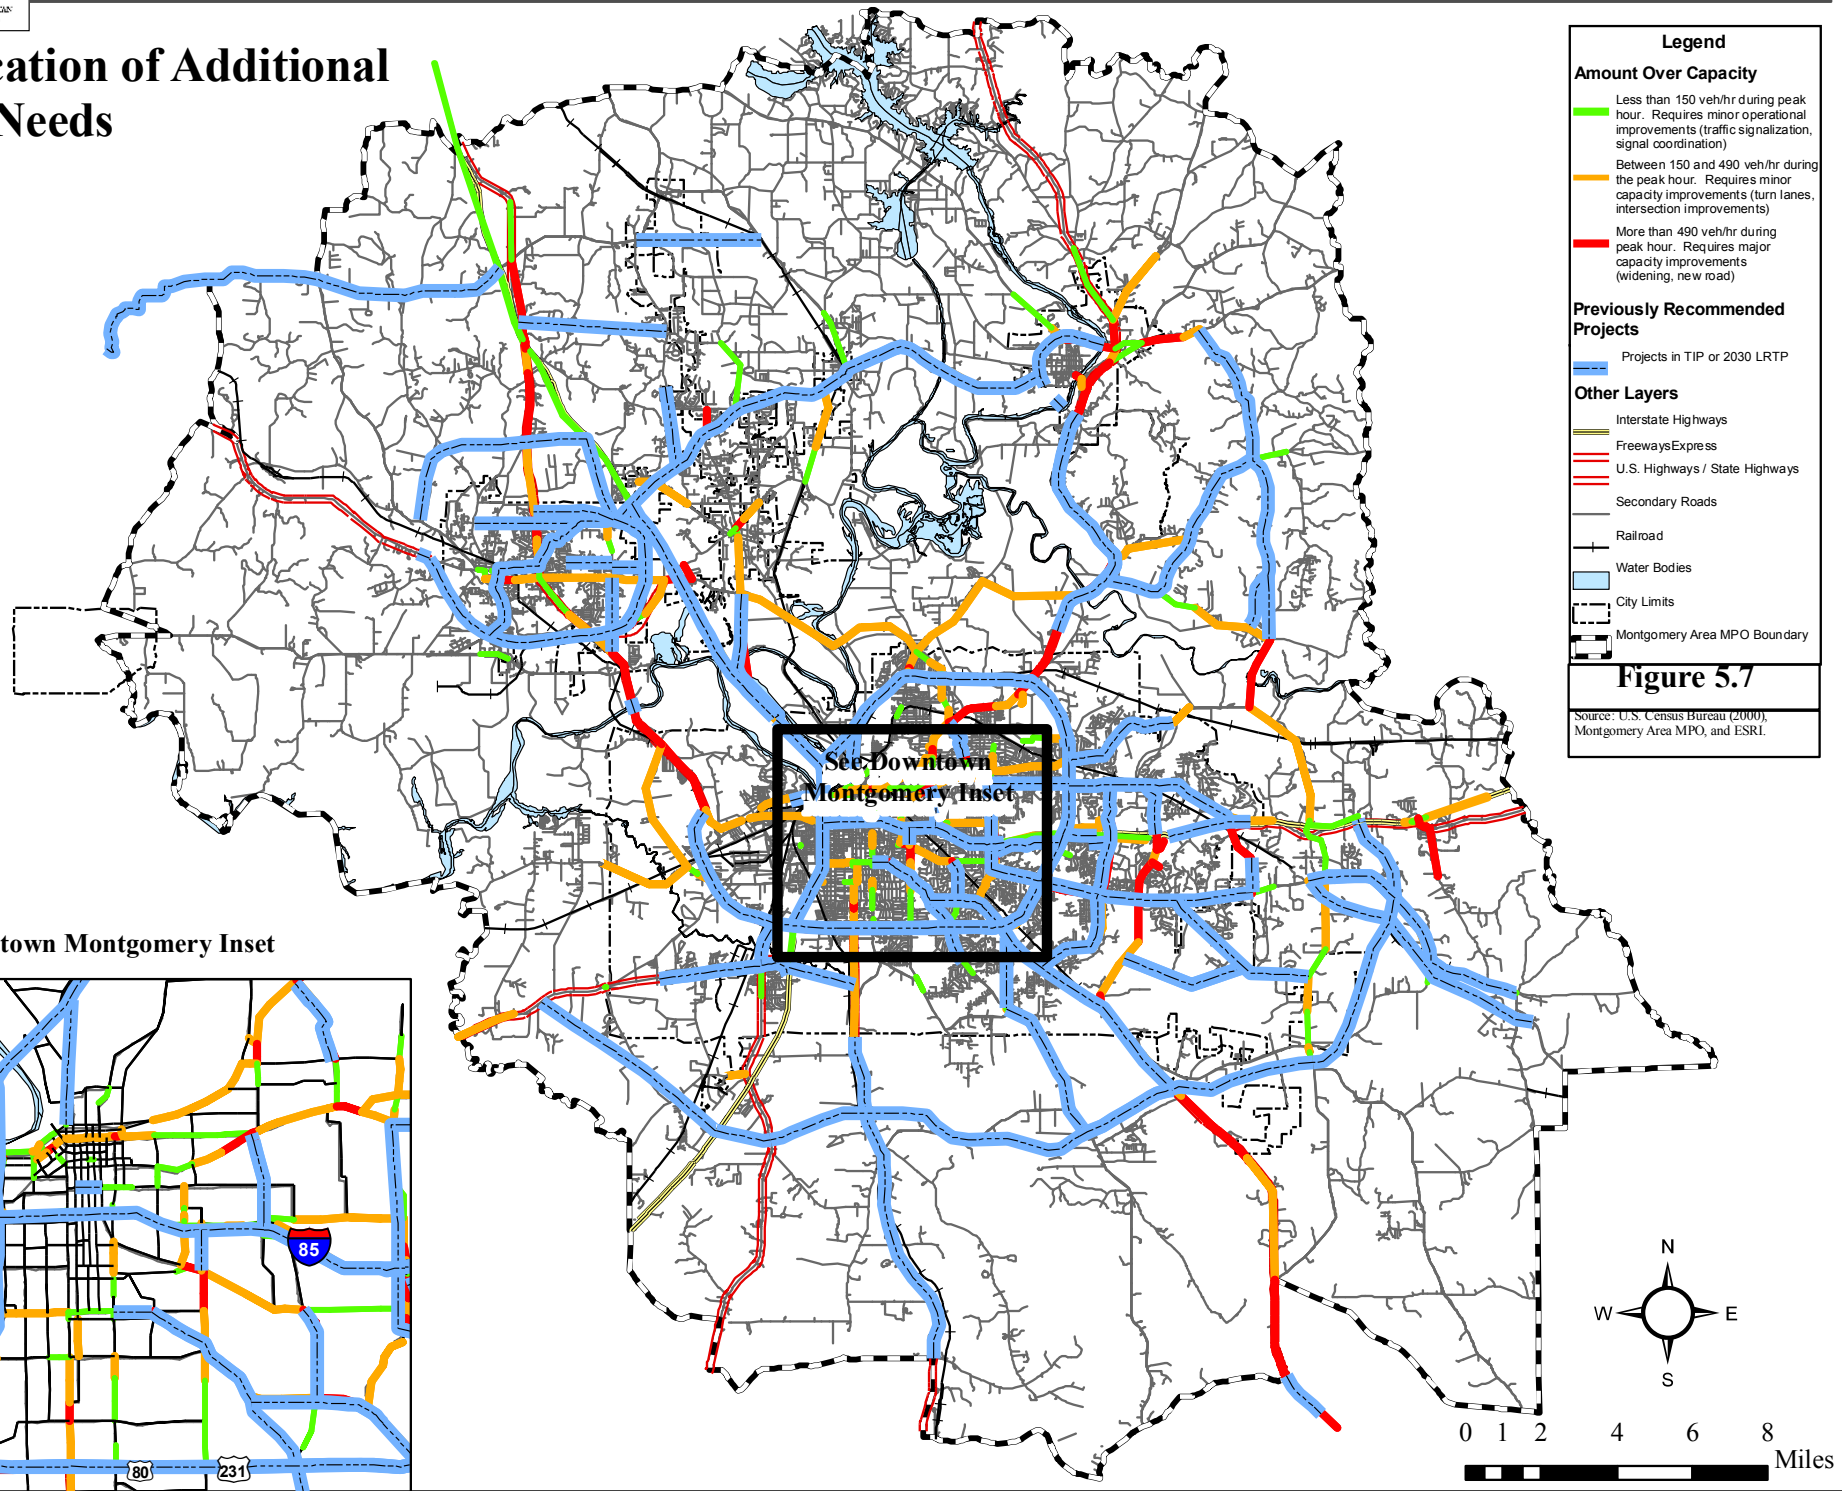 cation of Additional
Needs
Legend
Amount Over Capacity
Less than 150 veh/hr during peak
hour. Requires minor operational
improvements (traffic signalization,
signal coordination)
Between 150 and 490 veh/hr during
the peak hour. Requires minor
capacity improvements (turn lanes,
intersection improvements)
More than 490 veh/hr during
peak hour. Requires major
capacity improvements
(widening, new road)
Previously Recommended
Projects
Projects in TIP or 2030 LRTP
Other Layers
Interstate Highways
FreewaysExpress
U.S. Highways / State Highways
Secondary Roads
Railroad
Water Bodies
City Limits
Montgomery Area MPO Boundary
Figure 5.7
Source: U.S. Census Bureau (2000),
Montgomery Area MPO, and ESRI.
See Downtown
Montgomery Inset
town Montgomery Inset
85
80
231
N
W E
S
0 1 2 4 6 8
Miles